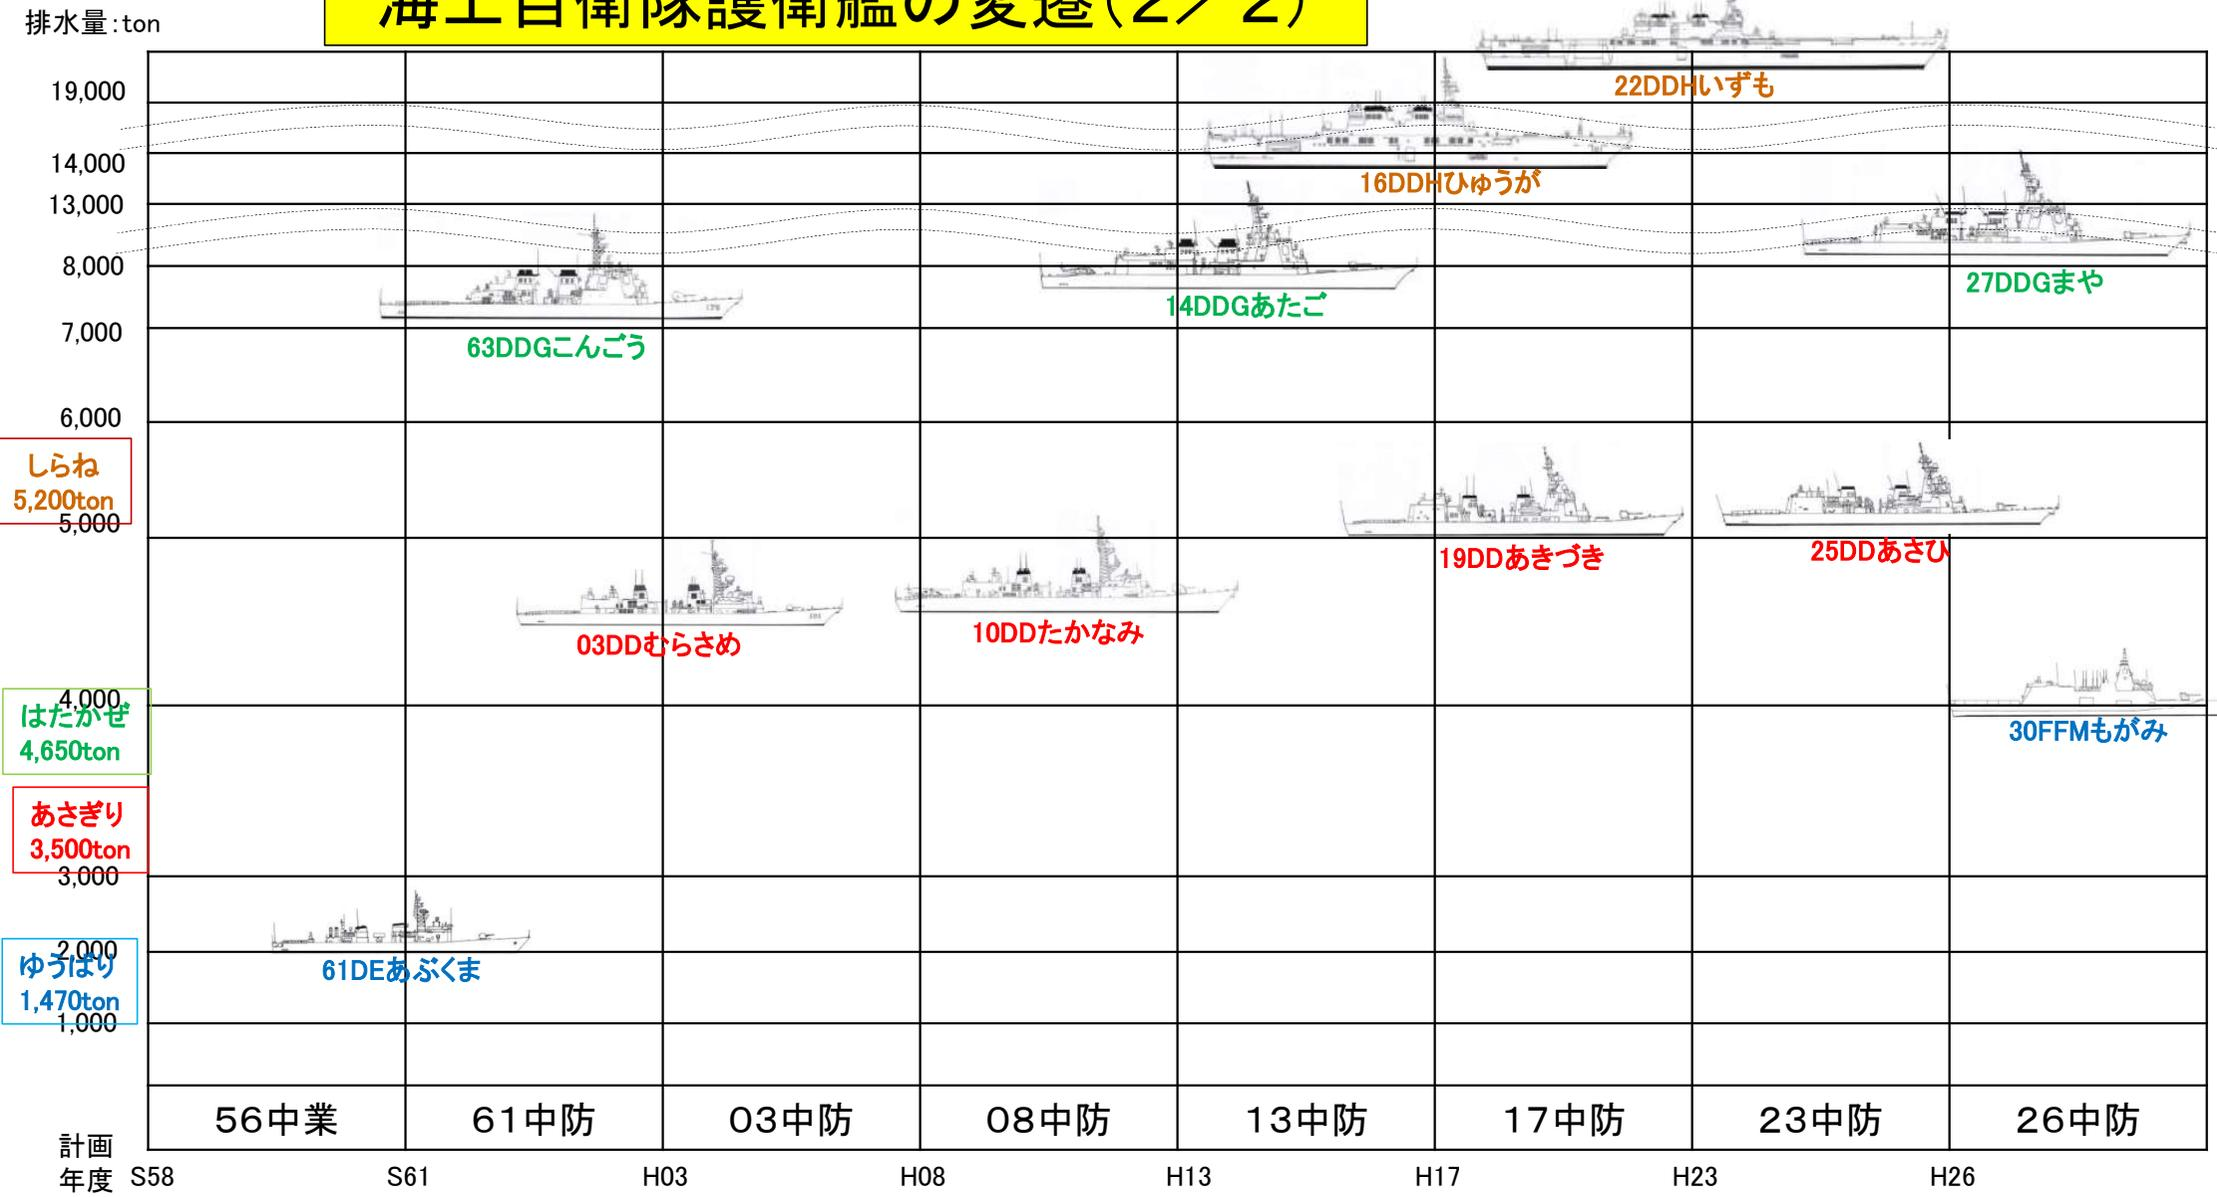 海上自衛隊護衛艦の変遷(2／2)
排水量:ton
22DDHいずも
19,000
14,000
16DDHひゅうが
13,000
8,000
27DDGまや
14DDGあたご
7,000
63DDGこんごう
6,000
しらね
5,200ton
5,000
19DDあきづき
25DDあさひ
03DDむらさめ
10DDたかなみ
4,000
はたかぜ
4,650ton
30FFMもがみ
あさぎり
3,500ton
3,000
2,000
ゆうばり
1,470ton
61DEあぶくま
1,000
56中業 61中防 03中防 08中防 13中防 17中防 23中防 26中防
計画
年度 S58 S61 H03 H08 H13 H17 H23 H26